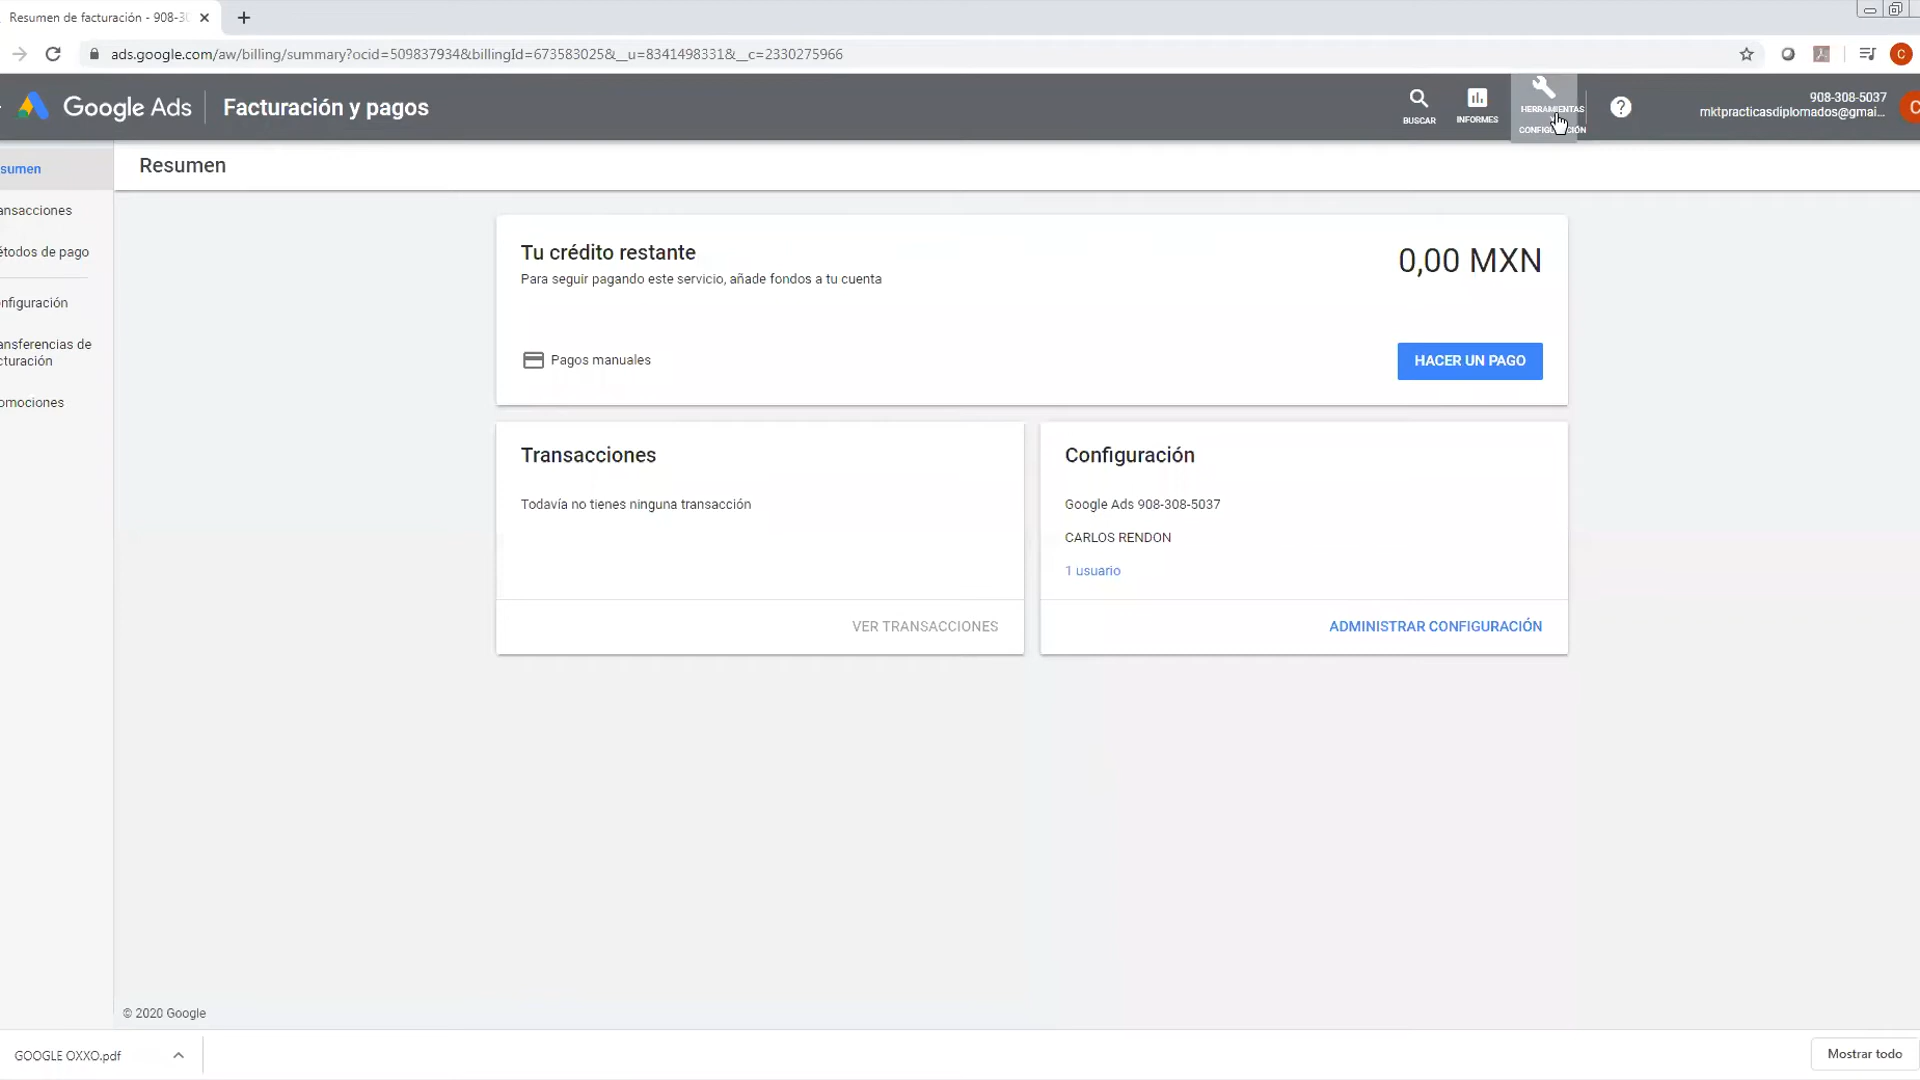 Resumen de facturación - 908-30
ads.google.com/aw/billing/summary?ocid=509837934&billingId=673583025&__u=8341498331&__c=2330275966
C
Google Ads
Facturación y pagos
BUSCAR
INFORMES
HERRAMIENTAS
CONFIGURACIÓN
?
908-308-5037
mktpracticasdiplomados@gmai...
C
sumen
ansacciones
étodos de pago
nfiguración
ansferencias de
cturación
omociones
Resumen
Tu crédito restante
Para seguir pagando este servicio, añade fondos a tu cuenta
0,00 MXN
Pagos manuales
HACER UN PAGO
Transacciones
Todavía no tienes ninguna transacción
VER TRANSACCIONES
Configuración
Google Ads 908-308-5037
CARLOS RENDON
1 usuario
ADMINISTRAR CONFIGURACIÓN
© 2020 Google
GOOGLE OXXO.pdf
Mostrar todo